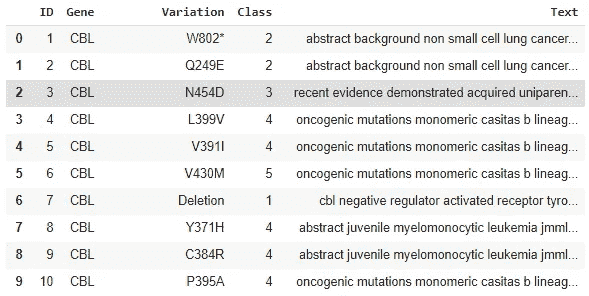 ID Gene Variation Class Text
0 1 CBL W802* 2 abstract background non small cell lung cancer...
1 2 CBL Q249E 2 abstract background non small cell lung cancer...
2 3 CBL N454D 3 recent evidence demonstrated acquired uniparen...
3 4 CBL L399V 4 oncogenic mutations monomeric casitas b lineag...
4 5 CBL V391I 4 oncogenic mutations monomeric casitas b lineag...
5 6 CBL V430M 5 oncogenic mutations monomeric casitas b lineag...
6 7 CBL Deletion 1 cbl negative regulator activated receptor tyro...
7 8 CBL Y371H 4 abstract juvenile myelomonocytic leukemia jmml...
8 9 CBL C384R 4 abstract juvenile myelomonocytic leukemia jmml...
9 10 CBL P395A 4 oncogenic mutations monomeric casitas b lineag...